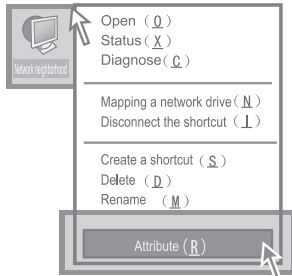 Network neighborhood
Open (O)
Status (X)
Diagnose (C)
Mapping a network drive (N)
Disconnect the shortcut (I)
Create a shortcut (S)
Delete (D)
Rename (M)
Attribute (R)